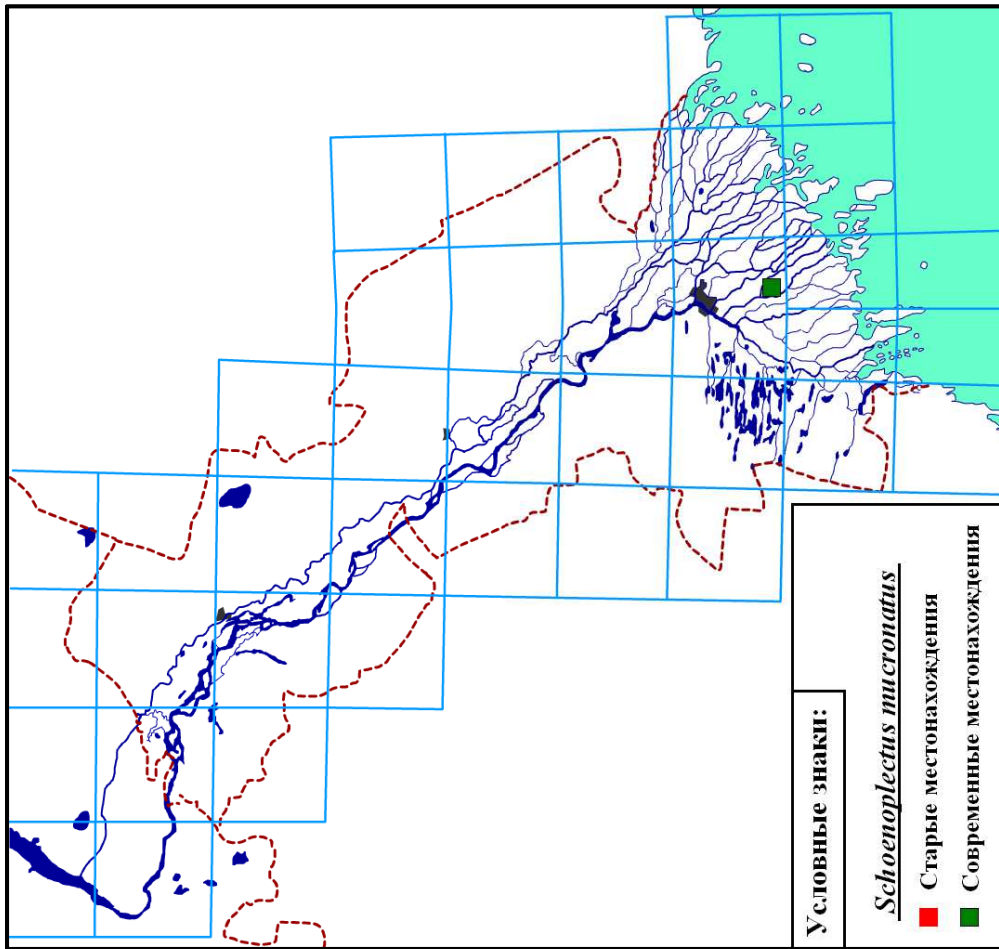 Условные знаки:
Schoenoplectus mucronatus
Старые местонахождения
Современные местонахождения